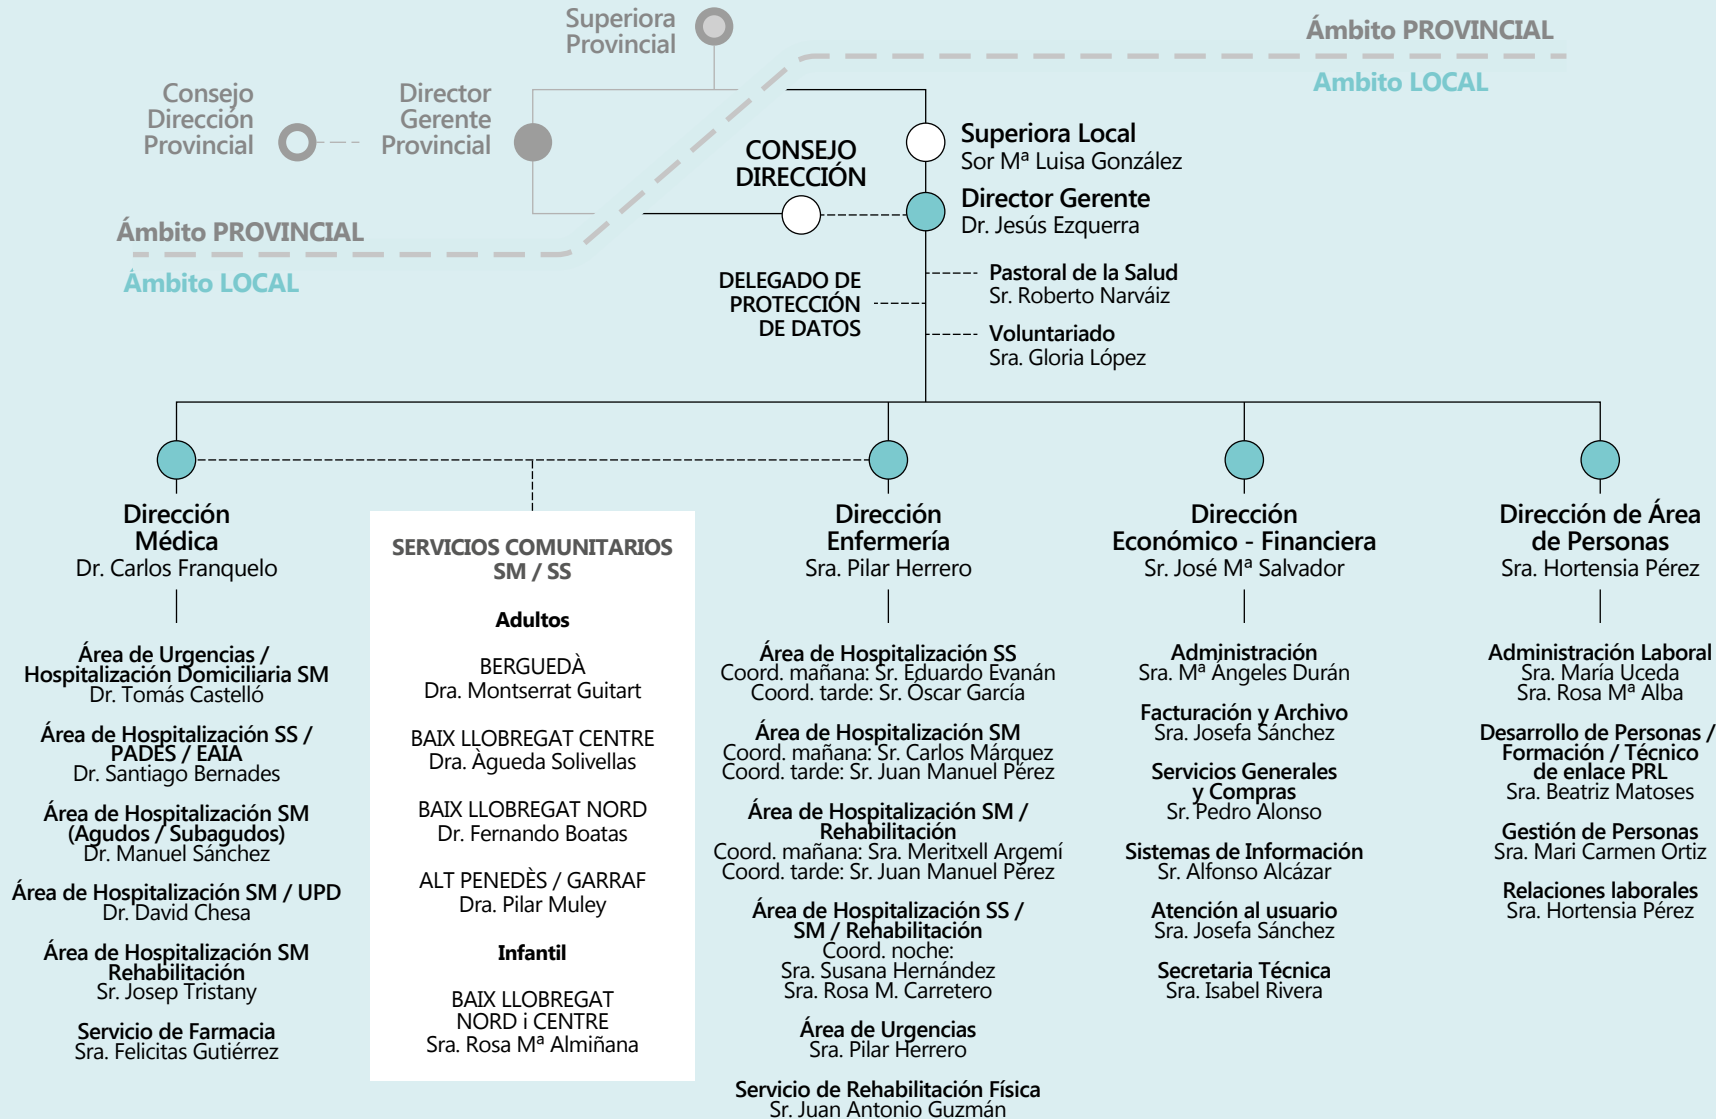 Superiora
Provincial
Ámbito PROVINCIAL
Ambito LOCAL
Consejo
Dirección
Provincial
Director
Gerente
Provincial
CONSEJO
DIRECCIÓN
Superiora Local
Sor Mª Luisa González
Director Gerente
Dr. Jesús Ezquerra
Ámbito PROVINCIAL
Ámbito LOCAL
DELEGADO DE
PROTECCIÓN
DE DATOS
Pastoral de la Salud
Sr. Roberto Narváiz
Voluntariado
Sra. Gloria López
Dirección
Médica
Dr. Carlos Franquelo
Área de Urgencias /
Hospitalización Domiciliaria SM
Dr. Tomás Castelló
Área de Hospitalización SS /
PADES / EAIA
Dr. Santiago Bernades
Área de Hospitalización SM
(Agudos / Subagudos)
Dr. Manuel Sánchez
Área de Hospitalización SM / UPD
Dr. David Chesa
Área de Hospitalización SM
Rehabilitación
Sr. Josep Tristany
Servicio de Farmacia
Sra. Felicitas Gutiérrez
SERVICIOS COMUNITARIOS
SM / SS
Adultos
BERGUEDÀ
Dra. Montserrat Guitart
BAIX LLOBREGAT CENTRE
Dra. Àgueda Solivellas
BAIX LLOBREGAT NORD
Dr. Fernando Boatas
ALT PENEDÈS / GARRAF
Dra. Pilar Muley
Infantil
BAIX LLOBREGAT
NORD i CENTRE
Sra. Rosa Mª Almiñana
Dirección
Enfermería
Sra. Pilar Herrero
Área de Hospitalización SS
Coord. mañana: Sr. Eduardo Evanán
Coord. tarde: Sr. Óscar García
Área de Hospitalización SM
Coord. mañana: Sr. Carlos Márquez
Coord. tarde: Sr. Juan Manuel Pérez
Área de Hospitalización SM /
Rehabilitación
Coord. mañana: Sra. Meritxell Argemí
Coord. tarde: Sr. Juan Manuel Pérez
Área de Hospitalización SS /
SM / Rehabilitación
Coord. noche:
Sra. Susana Hernández
Sra. Rosa M. Carretero
Área de Urgencias
Sra. Pilar Herrero
Servicio de Rehabilitación Física
Sr. Juan Antonio Guzmán
Dirección
Económico - Financiera
Sr. José Mª Salvador
Administración
Sra. Mª Ángeles Durán
Facturación y Archivo
Sra. Josefa Sánchez
Servicios Generales
y Compras
Sr. Pedro Alonso
Sistemas de Información
Sr. Alfonso Alcázar
Atención al usuario
Sra. Josefa Sánchez
Secretaria Técnica
Sra. Isabel Rivera
Dirección de Área
de Personas
Sra. Hortensia Pérez
Administración Laboral
Sra. María Uceda
Sra. Rosa Mª Alba
Desarrollo de Personas /
Formación / Técnico
de enlace PRL
Sra. Beatriz Matoses
Gestión de Personas
Sra. Mari Carmen Ortiz
Relaciones laborales
Sra. Hortensia Pérez